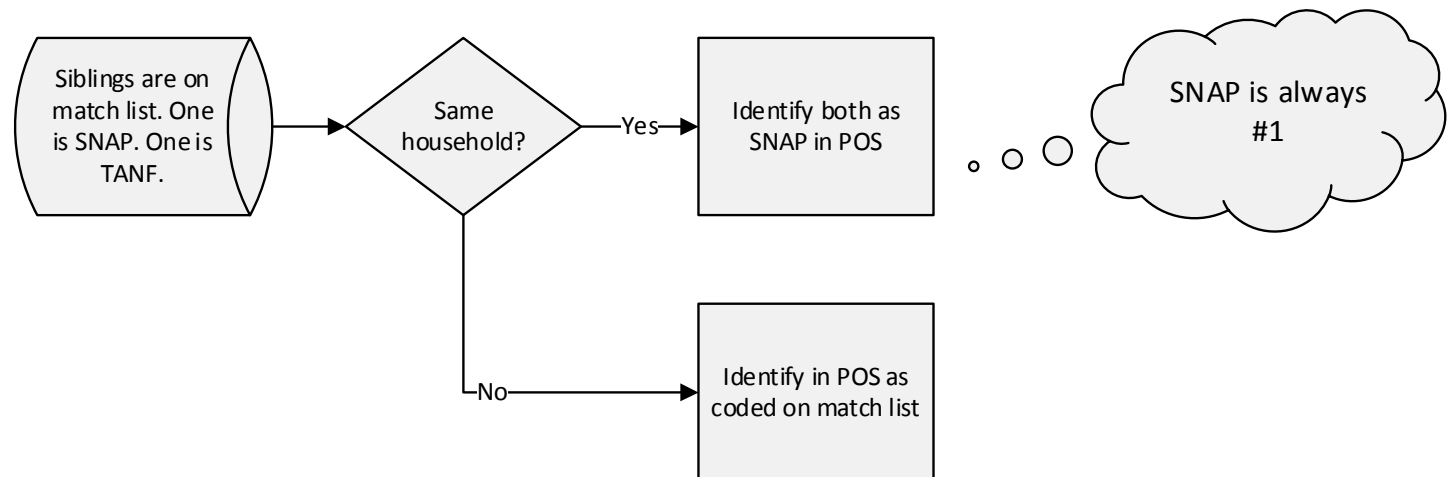 Siblings are on
match list. One
is SNAP. One is
TANF.
Same
household?
Yes
Identify both as
SNAP in POS
SNAP is always
#1
No
Identify in POS as
coded on match list